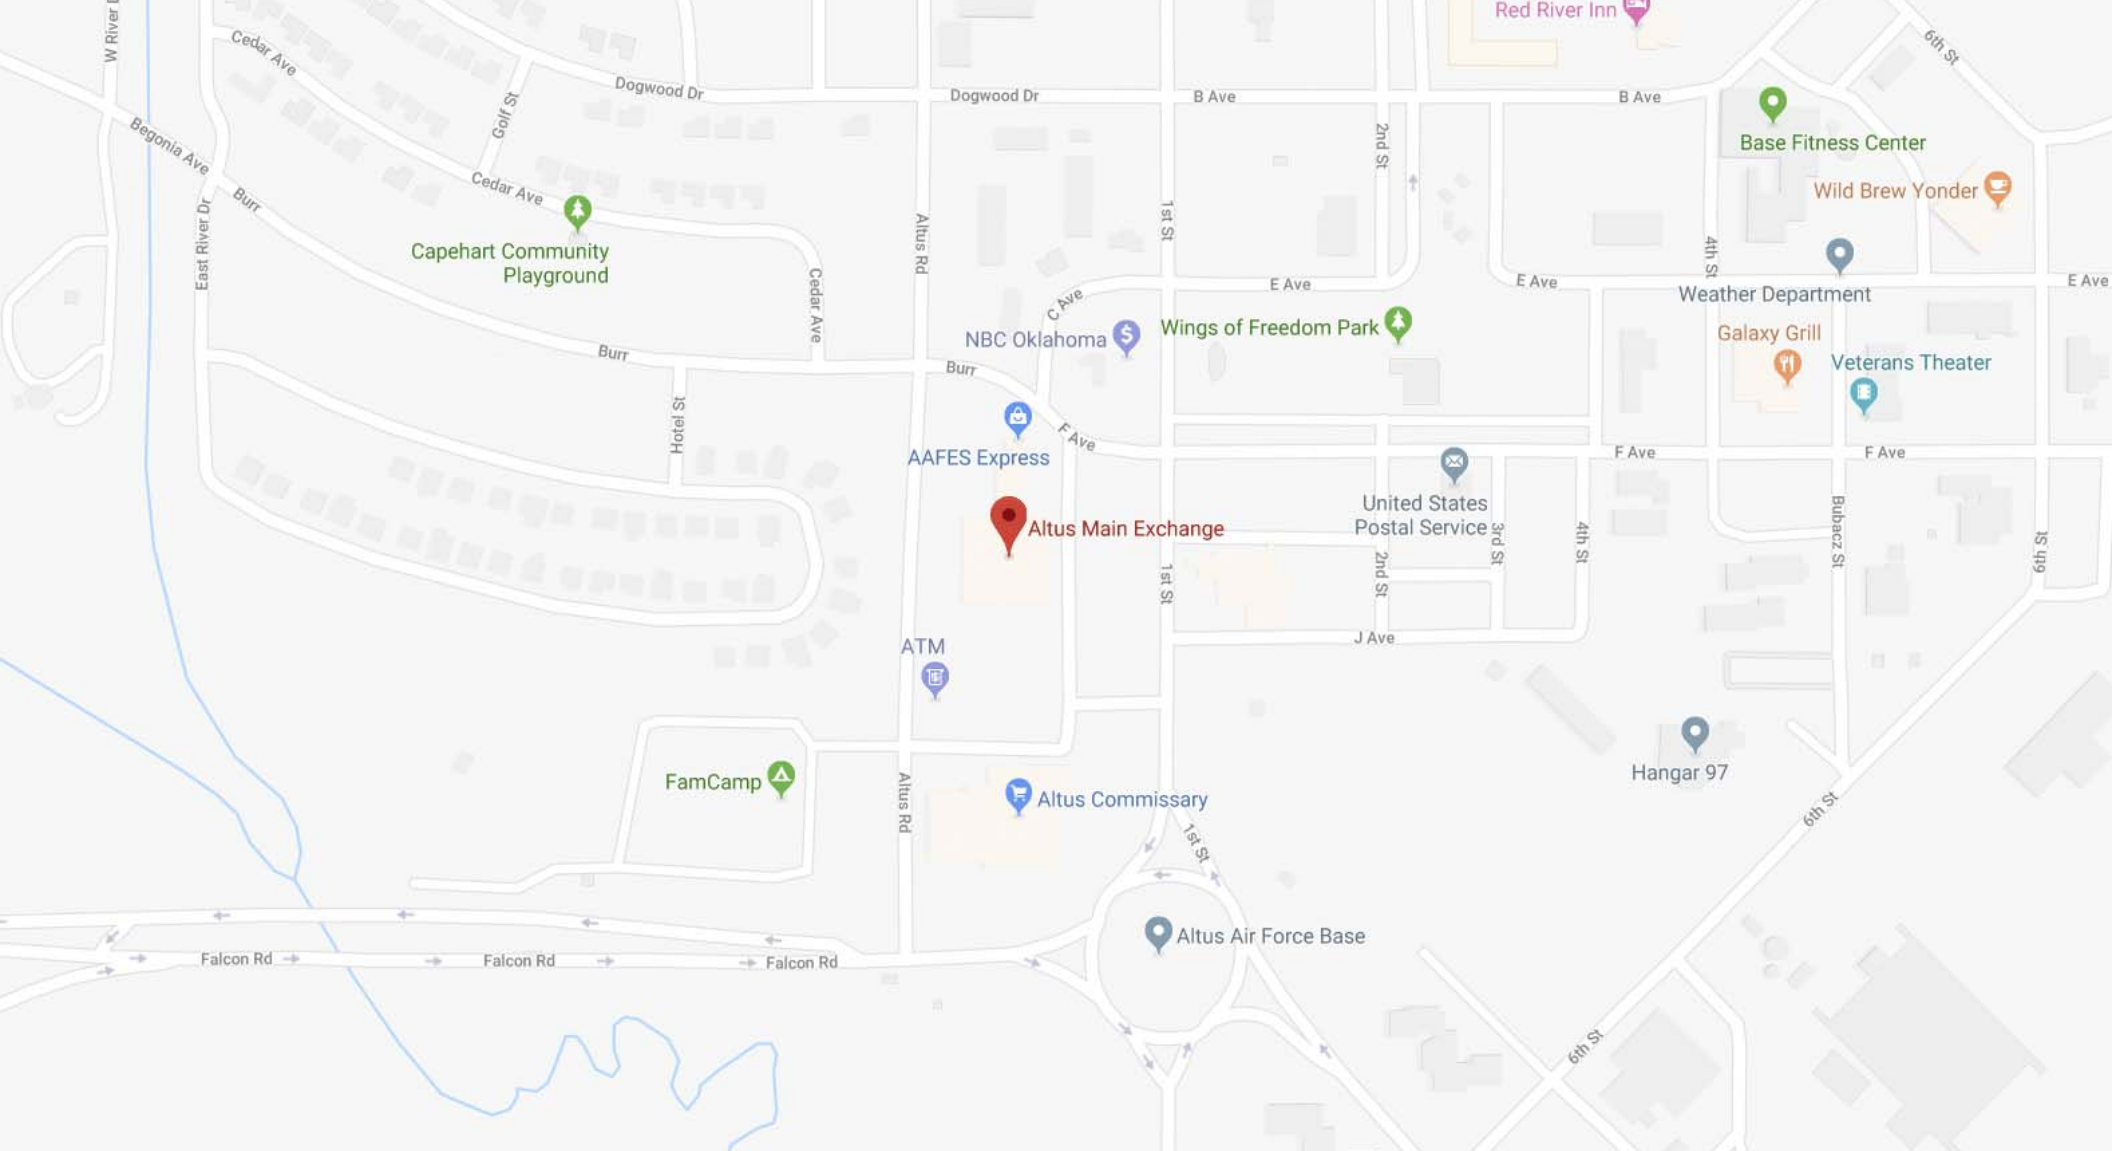 Red River Inn
W River
6th St
Cedar Ave
Dogwood Dr
Dogwood Dr
B Ave
B Ave
Golf St
Begonia Ave
2nd St
Base Fitness Center
Cedar Ave
Burr
Wild Brew Yonder
East River Dr
Altus Rd
1st St
Capehart Community
Playground
4th St
Cedar Ave
C Ave
E Ave
E Ave
E Ave
Weather Department
NBC Oklahoma
Wings of Freedom Park
Galaxy Grill
Burr
Burr
Veterans Theater
Hotel St
F Ave
AAFES Express
F Ave
F Ave
United States
Postal Service
Altus Main Exchange
3rd St
4th St
Bubacz St
6th St
1st St
2nd St
ATM
J Ave
FamCamp
Altus Rd
Altus Commissary
Hangar 97
1st St
6th St
Altus Air Force Base
Falcon Rd
Falcon Rd
Falcon Rd
6th St